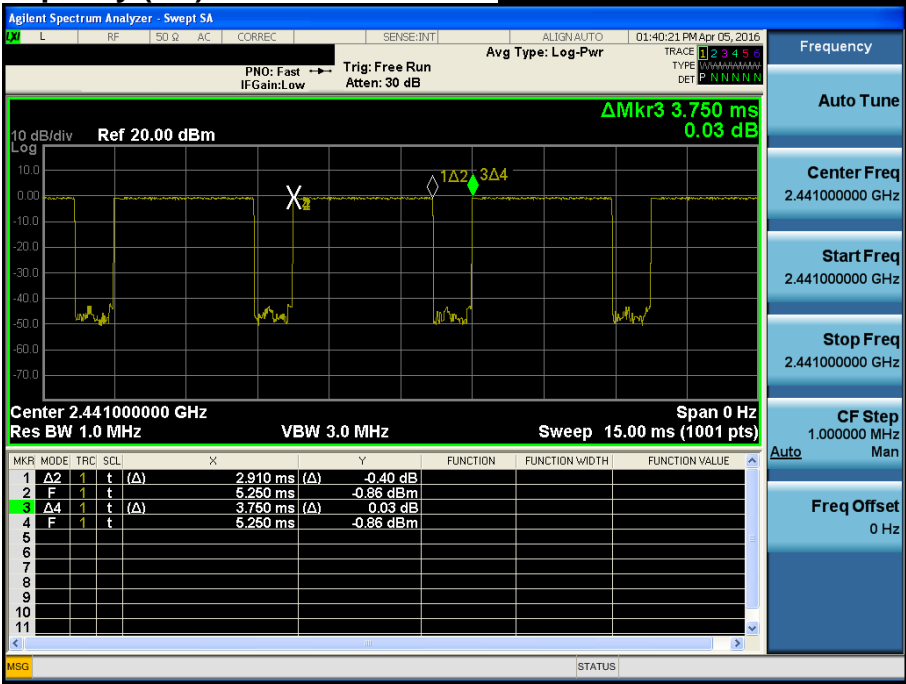 Agilent Spectrum Analyzer - Swept SA
LXI L RF 50 Ω AC CORREC SENSE:INT ALIGN AUTO 01:40:21 PM Apr 05, 2016
Avg Type: Log-Pwr TRACE 1 2 3 4 5 6
PNO: Fast Trig: Free Run TYPE
IFGain:Low Atten: 30 dB DET P N N N N N
Frequency
Auto Tune
Center Freq
2.441000000 GHz
Start Freq
2.441000000 GHz
Stop Freq
2.441000000 GHz
CF Step
1.000000 MHz
Auto Man
Freq Offset
0 Hz
ΔMkr3 3.750 ms
0.03 dB
10 dB/div Ref 20.00 dBm
Log
10.0
0.00
-10.0
-20.0
-30.0
-40.0
-50.0
-60.0
-70.0
1Δ2 3Δ4
Center 2.441000000 GHz Span 0 Hz
Res BW 1.0 MHz VBW 3.0 MHz Sweep 15.00 ms (1001 pts)
MKR MODE TRC SCL X Y FUNCTION FUNCTION WIDTH FUNCTION VALUE
1 Δ2 1 t (Δ) 2.910 ms (Δ) -0.40 dB
2 F 1 t 5.250 ms -0.86 dBm
3 Δ4 1 t (Δ) 3.750 ms (Δ) 0.03 dB
4 F 1 t 5.250 ms -0.86 dBm
5
6
7
8
9
10
11
MSG STATUS